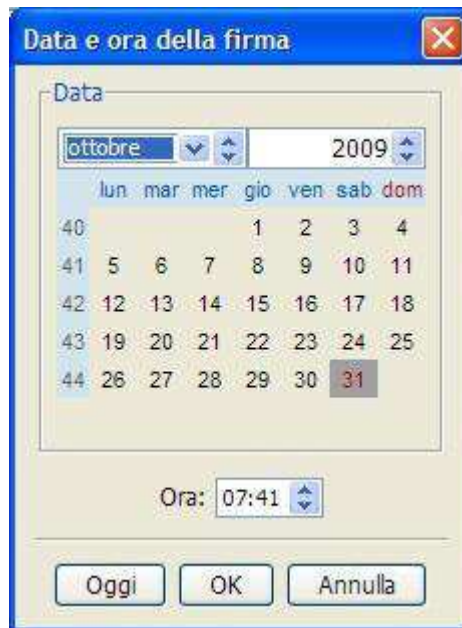 Data e ora della firma
Data
ottobre 2009
lun mar mer gio ven sab dom
40 1 2 3 4
41 5 6 7 8 9 10 11
42 12 13 14 15 16 17 18
43 19 20 21 22 23 24 25
44 26 27 28 29 30 31
Ora: 07:41
Oggi OK Annulla